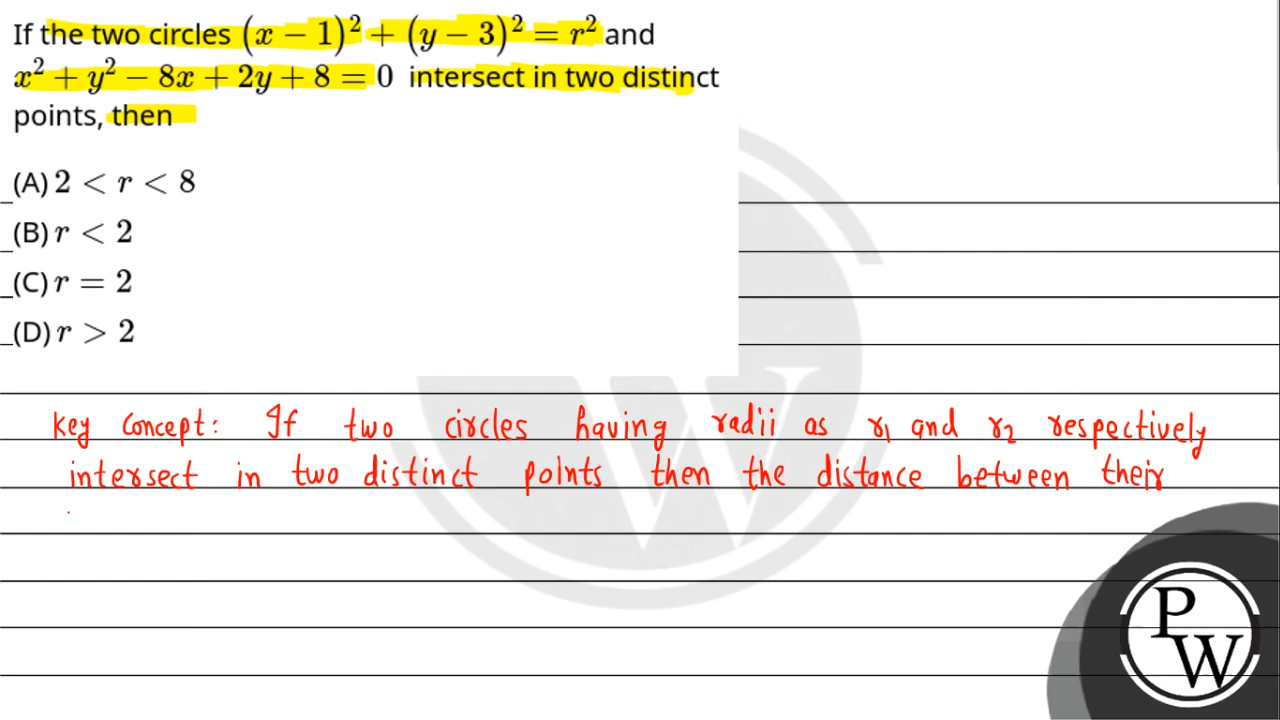 If the two circles (x − 1)² + (y − 3)² = r² and
x² + y² − 8x + 2y + 8 = 0 intersect in two distinct
points, then
(A) 2 < r < 8
(B) r < 2
(C) r = 2
(D) r > 2
Key Concept: If two circles having radii as r₁ and r₂ respectively
intersect in two distinct points then the distance between their
P
W